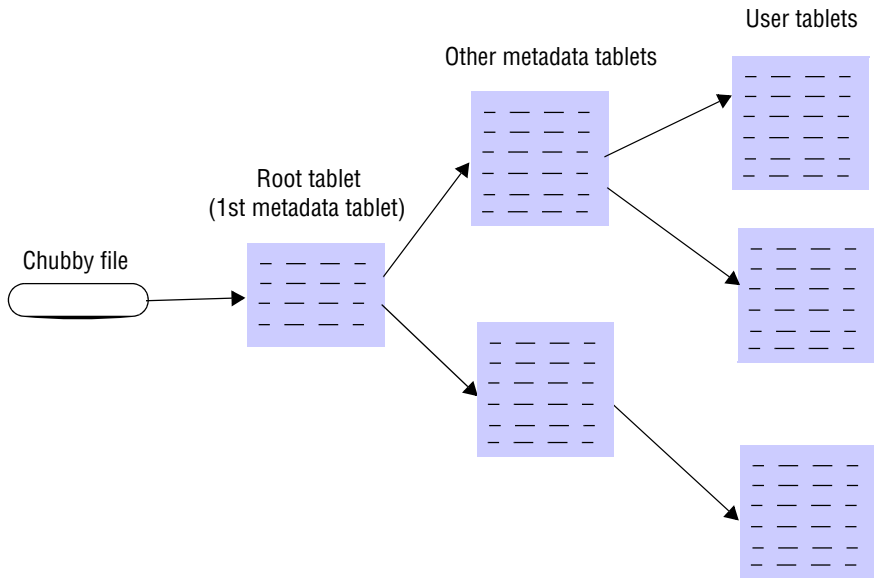 User tablets
Other metadata tablets
Root tablet
(1st metadata tablet)
Chubby file